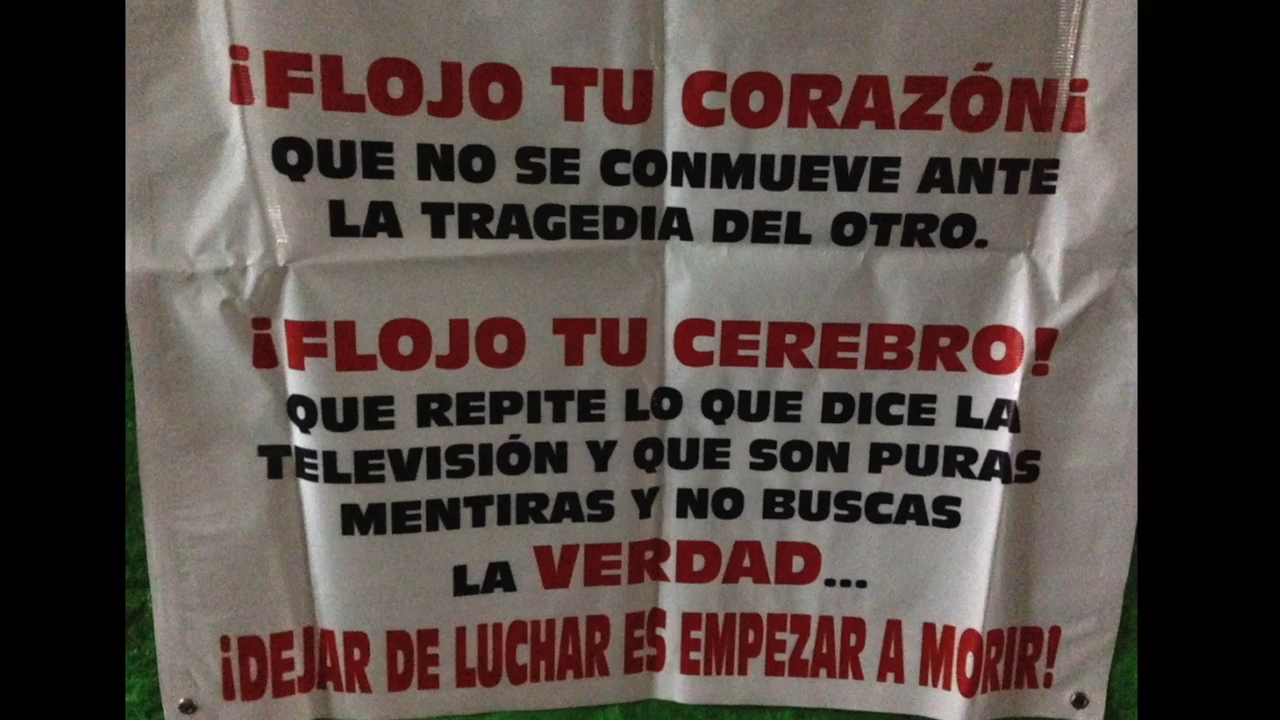 ¡FLOJO TU CORAZÓN¡
QUE NO SE CONMUEVE ANTE
LA TRAGEDIA DEL OTRO.
¡FLOJO TU CEREBRO!
QUE REPITE LO QUE DICE LA
TELEVISIÓN Y QUE SON PURAS
MENTIRAS Y NO BUSCAS
LA VERDAD...
¡DEJAR DE LUCHAR ES EMPEZAR A MORIR!